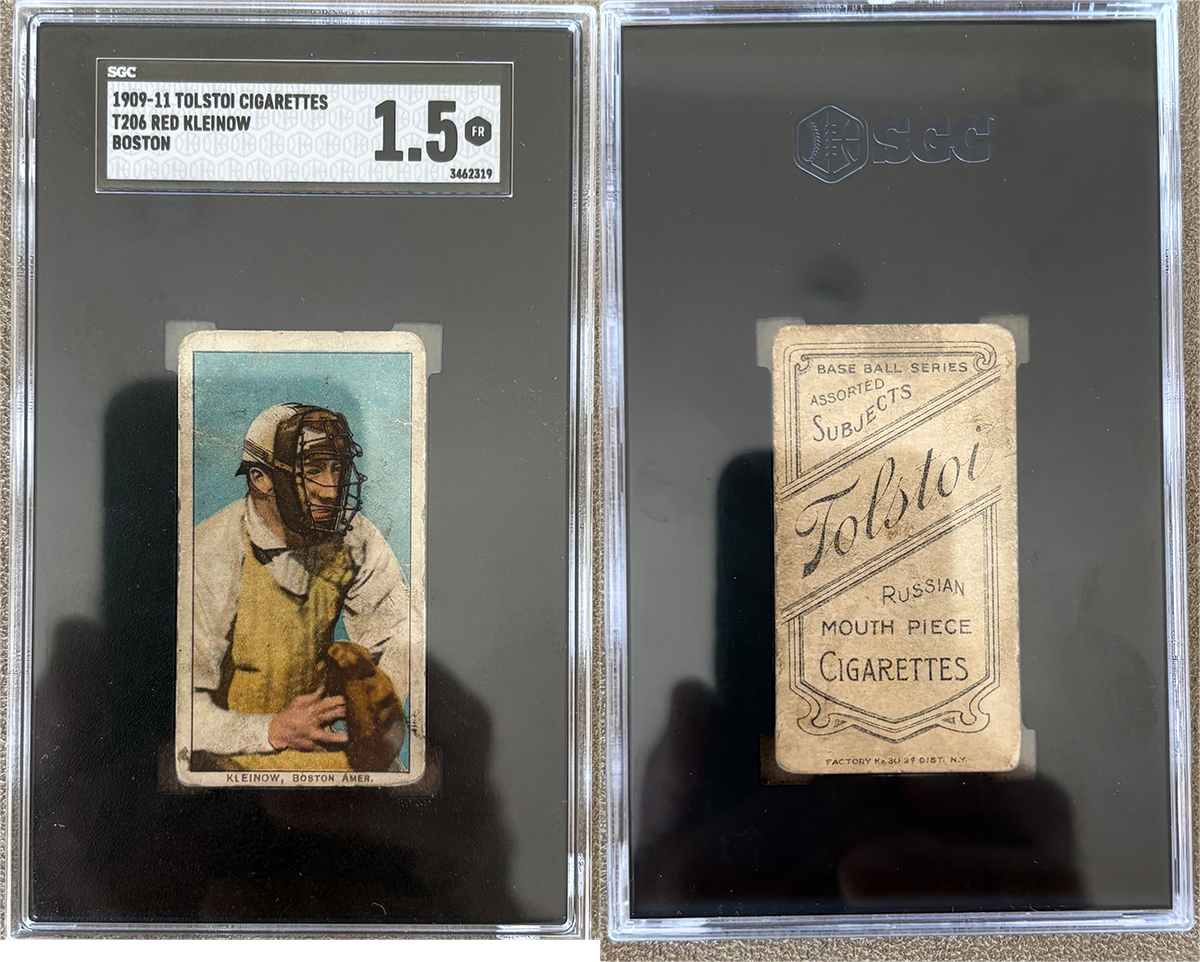 SGC
1909-11 TOLSTOI CIGARETTES
T206 RED KLEINOW
BOSTON
1.5
FR
3462319
KLEINOW, BOSTON AMER.
SGC
BASE BALL SERIES
ASSORTED
SUBJECTS
Tolstoi
RUSSIAN
MOUTH PIECE
CIGARETTES
FACTORY No. 30 2d DIST. N.Y.